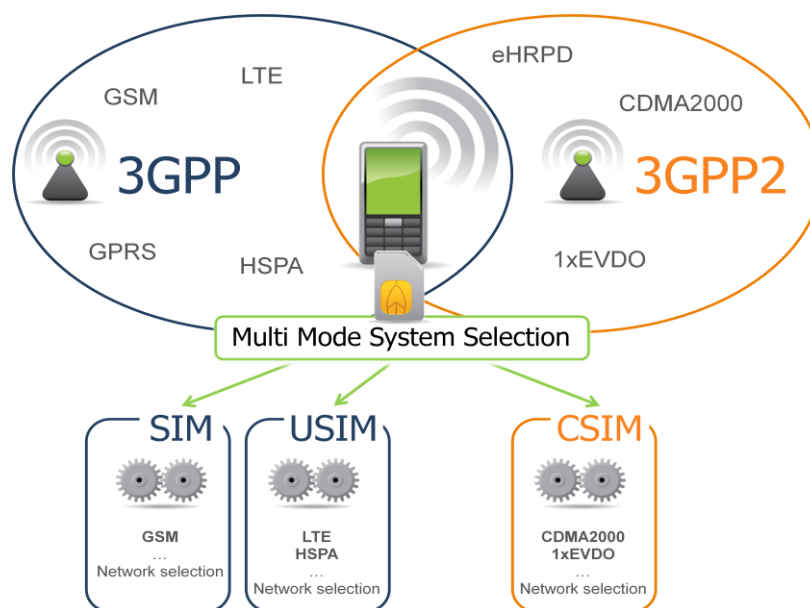 eHRPD
LTE
GSM
CDMA2000
3GPP
3GPP2
GPRS
HSPA
1xEVDO
Multi Mode System Selection
SIM
GSM
...
Network selection
USIM
LTE
HSPA
...
Network selection
CSIM
CDMA2000
1xEVDO
...
Network selection